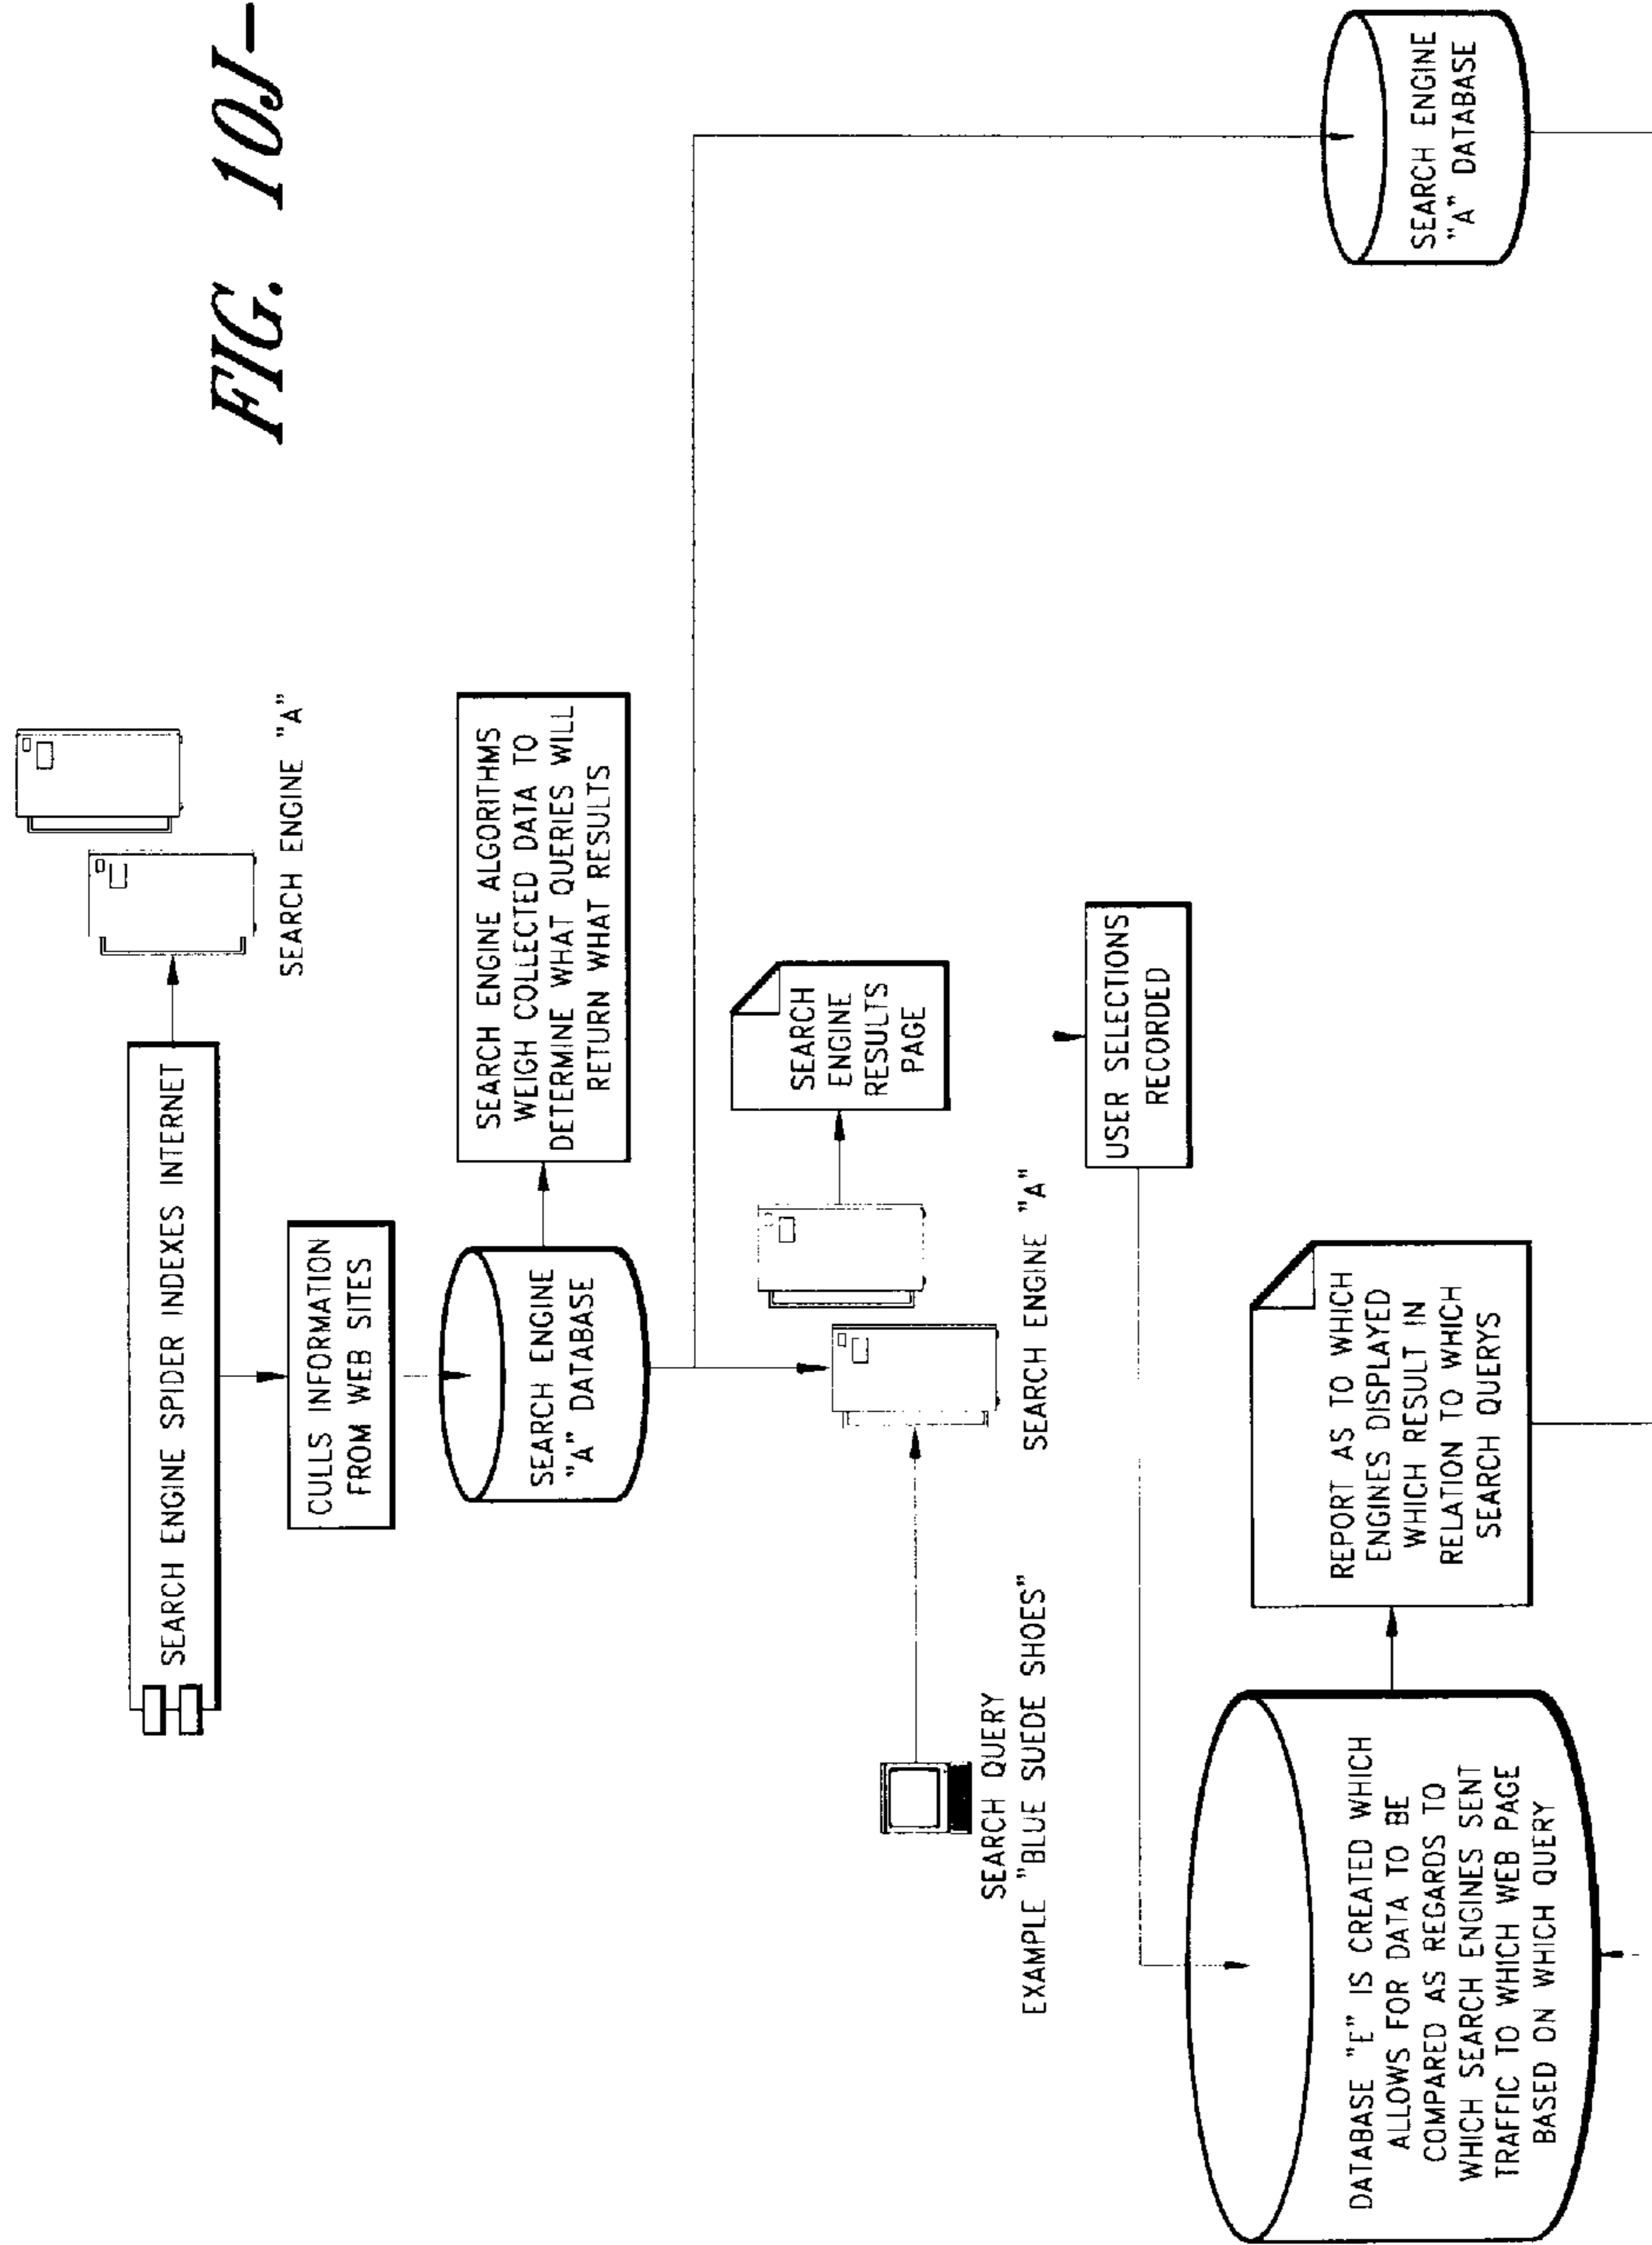 FIG. 10J-
SEARCH ENGINE SPIDER INDEXES INTERNET
SEARCH ENGINE "A"
CULLS INFORMATION
FROM WEB SITES
SEARCH ENGINE
"A" DATABASE
SEARCH ENGINE ALGORITHMS
WEIGH COLLECTED DATA TO
DETERMINE WHAT QUERIES WILL
RETURN WHAT RESULTS
SEARCH QUERY
EXAMPLE "BLUE SUEDE SHOES"
SEARCH ENGINE "A"
SEARCH
ENGINE
RESULTS
PAGE
USER SELECTIONS
RECORDED
DATABASE "E" IS CREATED WHICH
ALLOWS FOR DATA TO BE
COMPARED AS REGARDS TO
WHICH SEARCH ENGINES SENT
TRAFFIC TO WHICH WEB PAGE
BASED ON WHICH QUERY
REPORT AS TO WHICH
ENGINES DISPLAYED
WHICH RESULT IN
RELATION TO WHICH
SEARCH QUERYS
SEARCH ENGINE
"A" DATABASE